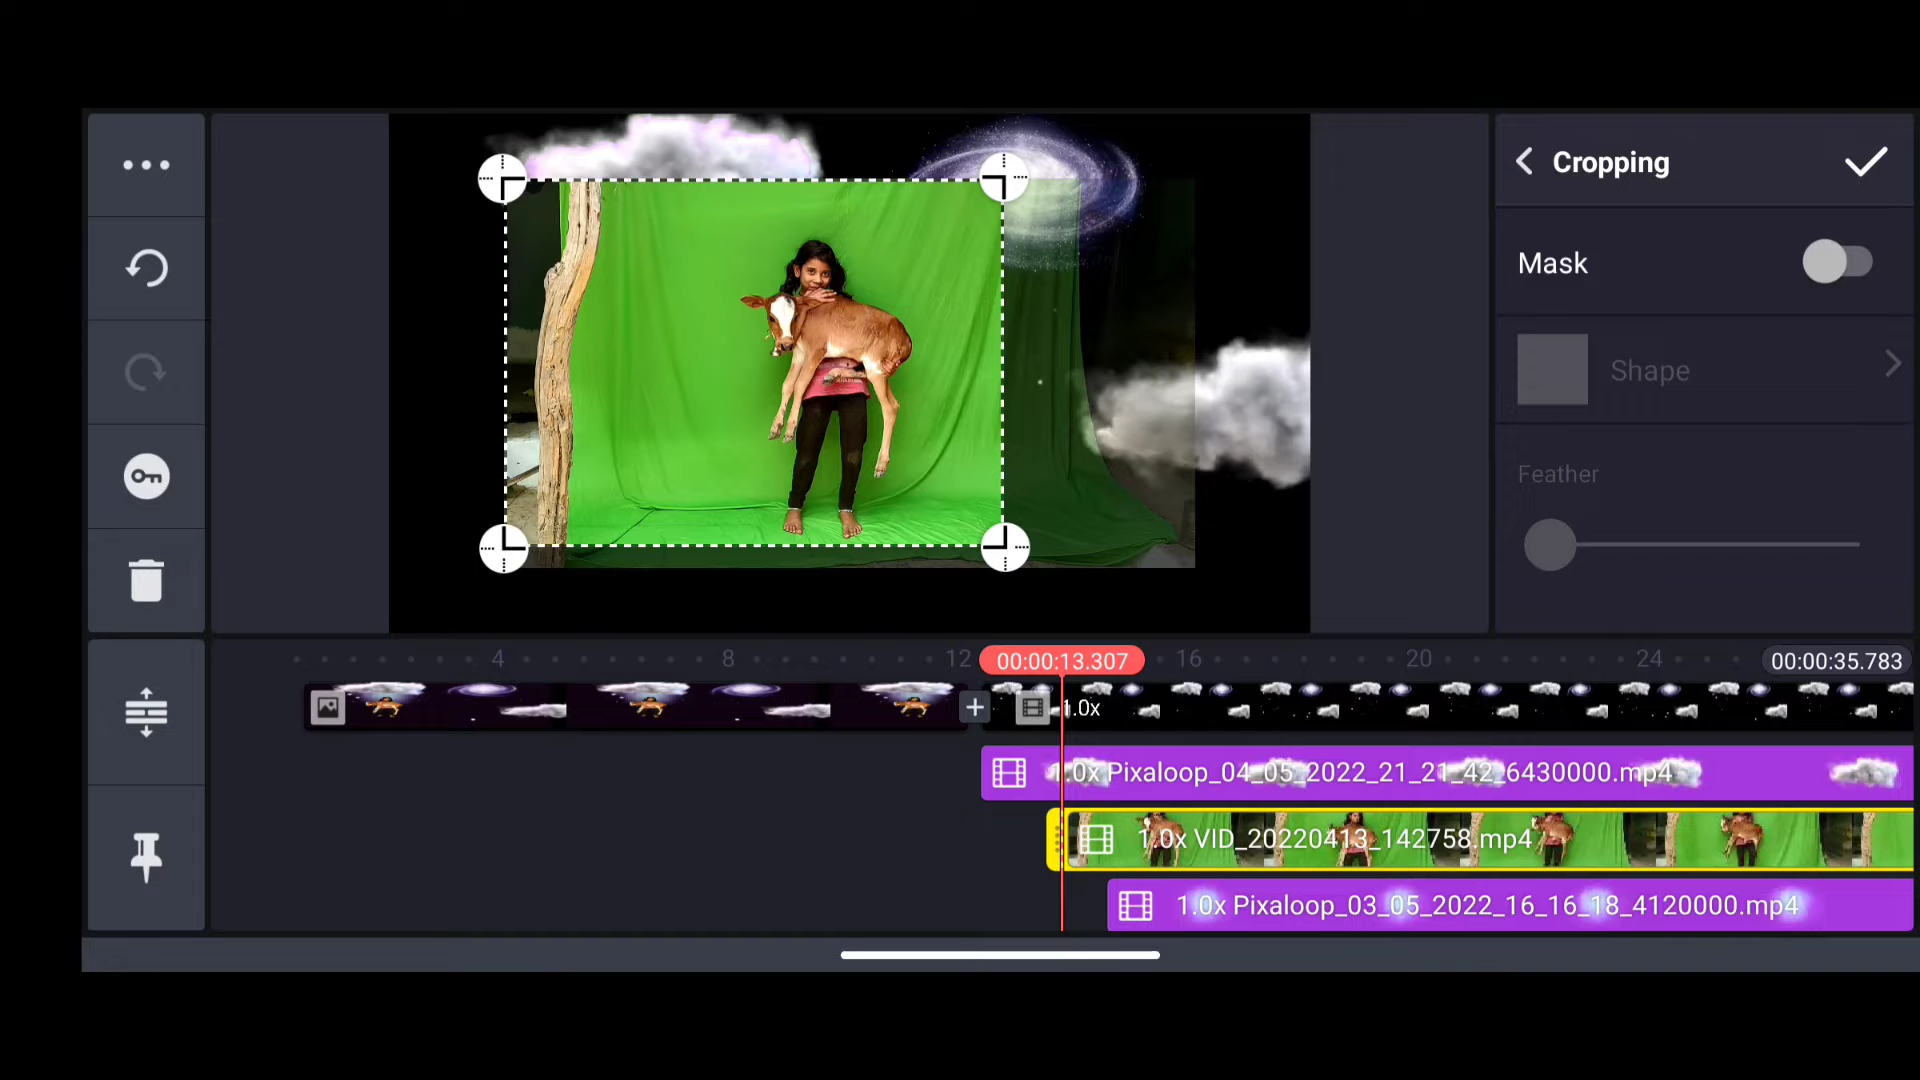 Cropping
Mask
Shape
Feather
4 8 12 00:00:13.307 16 20 24 00:00:35.783
1.0x
1.0x Pixaloop_04_05_2022_21_21_42_6430000.mp4
1.0x VID_20220413_142758.mp4
1.0x Pixaloop_03_05_2022_16_16_18_4120000.mp4